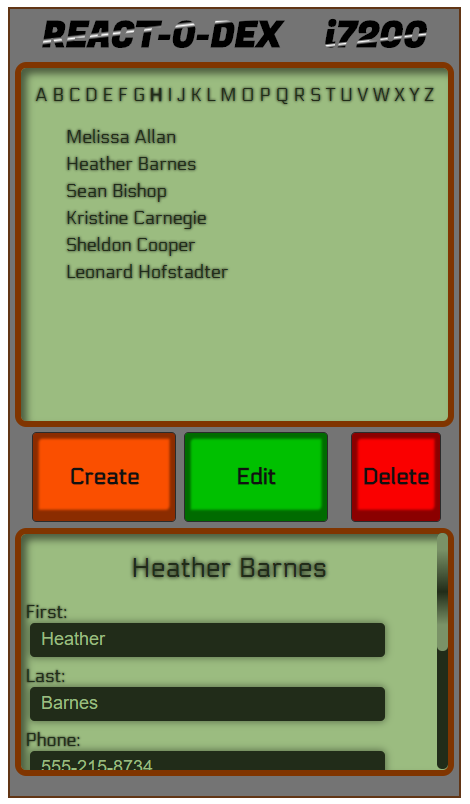 REACT-O-DEX i7200
A B C D E F G H I J K L M O P Q R S T U V W X Y Z
Melissa Allan
Heather Barnes
Sean Bishop
Kristine Carnegie
Sheldon Cooper
Leonard Hofstadter
Create Edit Delete
Heather Barnes
First:
Heather
Last:
Barnes
Phone:
555-215-8734